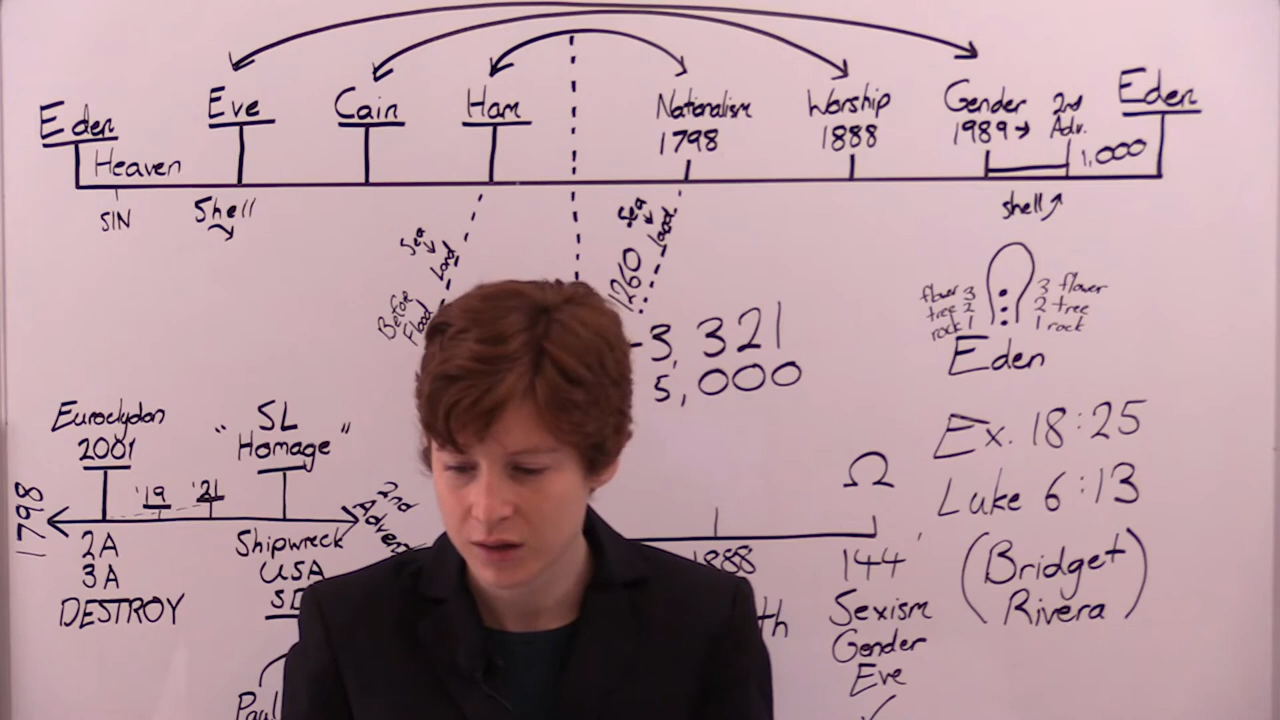 Eden
Heaven
SIN
Eve
Shell
Cain
Ham
Nationalism
1798
Worship
1888
Gender
1989→
2nd
Adv.
1,000
Eden
shell
Sea
Land
Before
Flood
1260
Sea
Land
-3,321
5,000
flower 3
tree 2
rock 1
3 flower
2 tree
1 rock
Eden
Euroclydon
2001
'19
'21
"SL
Homage"
1798
2nd
Advent
2A
3A
DESTROY
Shipwreck
USA
Paul
1888
Ω
144
Sexism
Gender
Eve
Ex. 18:25
Luke 6:13
(Bridget
Rivera)